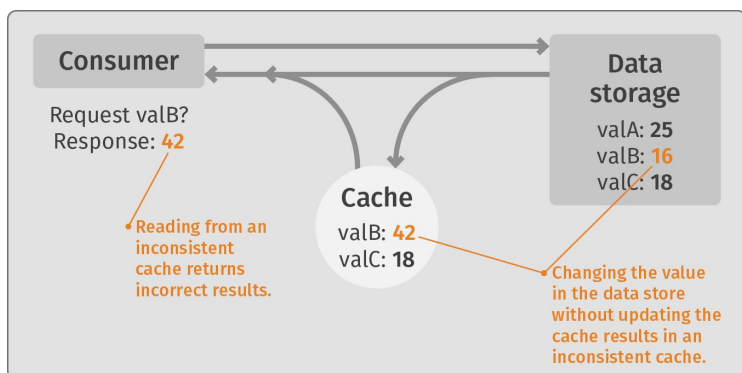 Consumer
Request valB?
Response: 42
Reading from an
inconsistent
cache returns
incorrect results.
Cache
valB: 42
valC: 18
Data
storage
valA: 25
valB: 16
valC: 18
Changing the value
in the data store
without updating the
cache results in an
inconsistent cache.